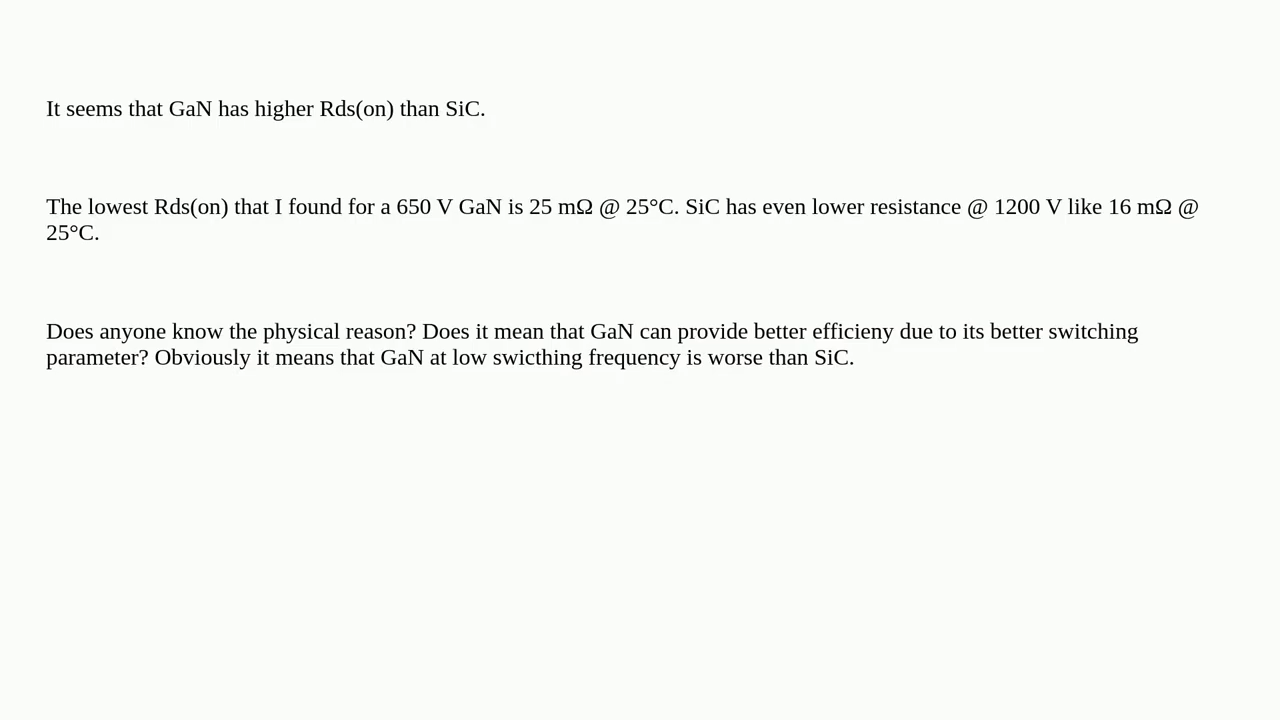 It seems that GaN has higher Rds(on) than SiC.
The lowest Rds(on) that I found for a 650 V GaN is 25 mΩ @ 25°C. SiC has even lower resistance @ 1200 V like 16 mΩ @
25°C.
Does anyone know the physical reason? Does it mean that GaN can provide better efficieny due to its better switching
parameter? Obviously it means that GaN at low swicthing frequency is worse than SiC.